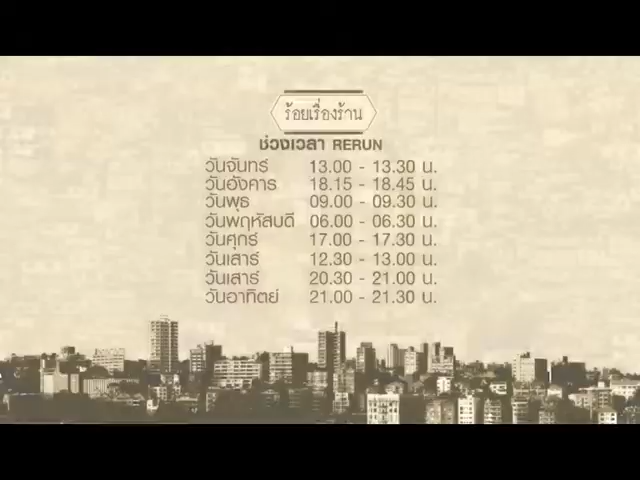 ร้อยเรื่องร้าน
ช่วงเวลา RERUN
วันจันทร์ 13.00 - 13.30 น.
วันอังคาร 18.15 - 18.45 น.
วันพุธ 09.00 - 09.30 น.
วันพฤหัสบดี 06.00 - 06.30 น.
วันศุกร์ 17.00 - 17.30 น.
วันเสาร์ 12.30 - 13.00 น.
วันเสาร์ 20.30 - 21.00 น.
วันอาทิตย์ 21.00 - 21.30 น.